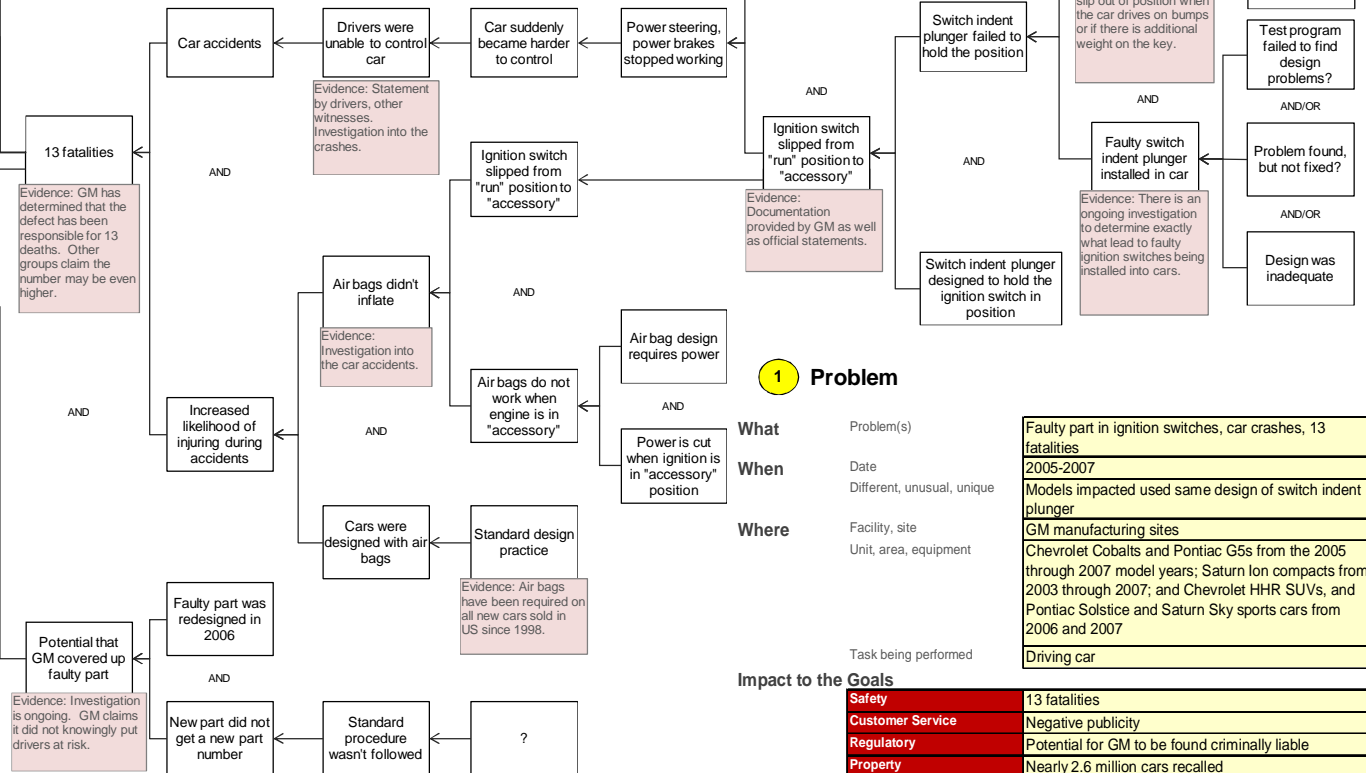 Car accidents
Drivers were
unable to control
car
Car suddenly
became harder
to control
Power steering,
power brakes
stopped working
Switch indent
plunger failed to
hold the position
slip out of position when
the car drives on bumps
or if there is additional
weight on the key.
Test program
failed to find
design
problems?
Evidence: Statement
by drivers, other
witnesses.
Investigation into the
crashes.
AND
AND
AND/OR
13 fatalities
AND
Ignition switch
slipped from
"run" position to
"accessory"
Ignition switch
slipped from
"run" position to
"accessory"
AND
Faulty switch
indent plunger
installed in car
Problem found,
but not fixed?
Evidence: GM has
determined that the
defect has been
responsible for 13
deaths. Other
groups claim the
number may be even
higher.
Evidence:
Documentation
provided by GM as well
as official statements.
Evidence: There is an
ongoing investigation
to determine exactly
what lead to faulty
ignition switches being
installed into cars.
AND/OR
Design was
inadequate
Air bags didn't
inflate
AND
Switch indent plunger
designed to hold the
ignition switch in
position
Evidence:
Investigation into
the car accidents.
Air bag design
requires power
AND
Increased
likelihood of
injuring during
accidents
AND
Air bags do not
work when
engine is in
"accessory"
AND
Power is cut
when ignition is
in "accessory"
position
Cars were
designed with air
bags
Standard design
practice
Evidence: Air bags
have been required on
all new cars sold in
US since 1998.
Faulty part was
redesigned in
2006
Potential that
GM covered up
faulty part
AND
Evidence: Investigation
is ongoing. GM claims
it did not knowingly put
drivers at risk.
New part did not
get a new part
number
Standard
procedure
wasn't followed
?
1 Problem
What Problem(s) Faulty part in ignition switches, car crashes, 13
fatalities
When Date 2005-2007
Different, unusual, unique Models impacted used same design of switch indent
plunger
Where Facility, site GM manufacturing sites
Unit, area, equipment Chevrolet Cobalts and Pontiac G5s from the 2005
through 2007 model years; Saturn Ion compacts from
2003 through 2007; and Chevrolet HHR SUVs, and
Pontiac Solstice and Saturn Sky sports cars from
2006 and 2007
Task being performed Driving car
Impact to the Goals
Safety 13 fatalities
Customer Service Negative publicity
Regulatory Potential for GM to be found criminally liable
Property Nearly 2.6 million cars recalled